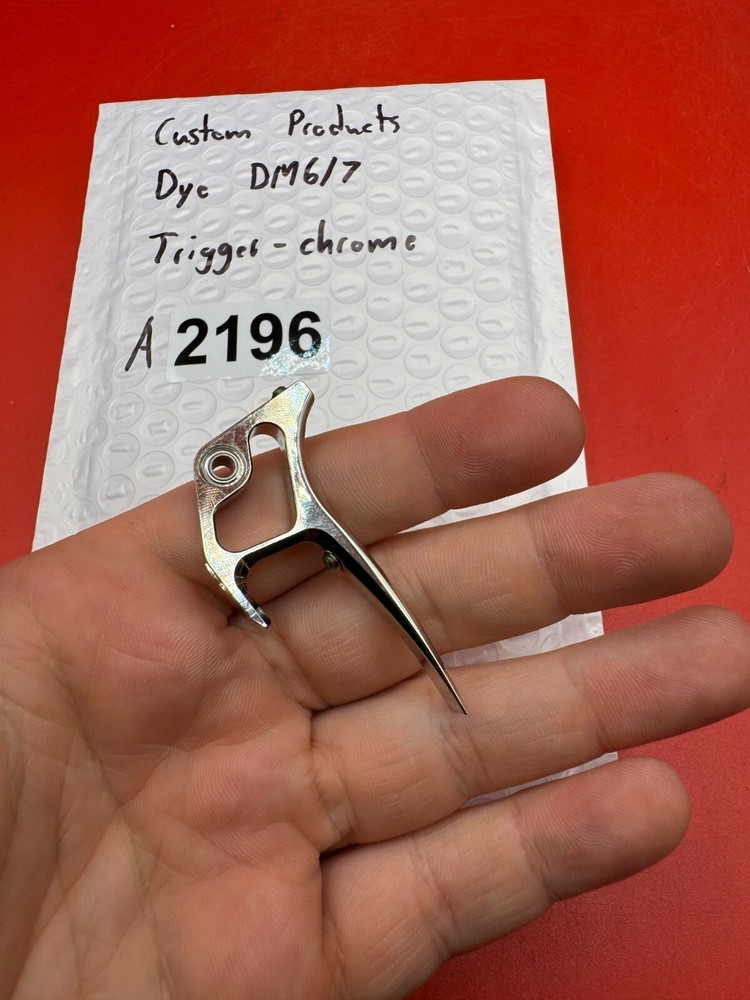 Custom Products
Dye DM6/7
Trigger - chrome
A 2196